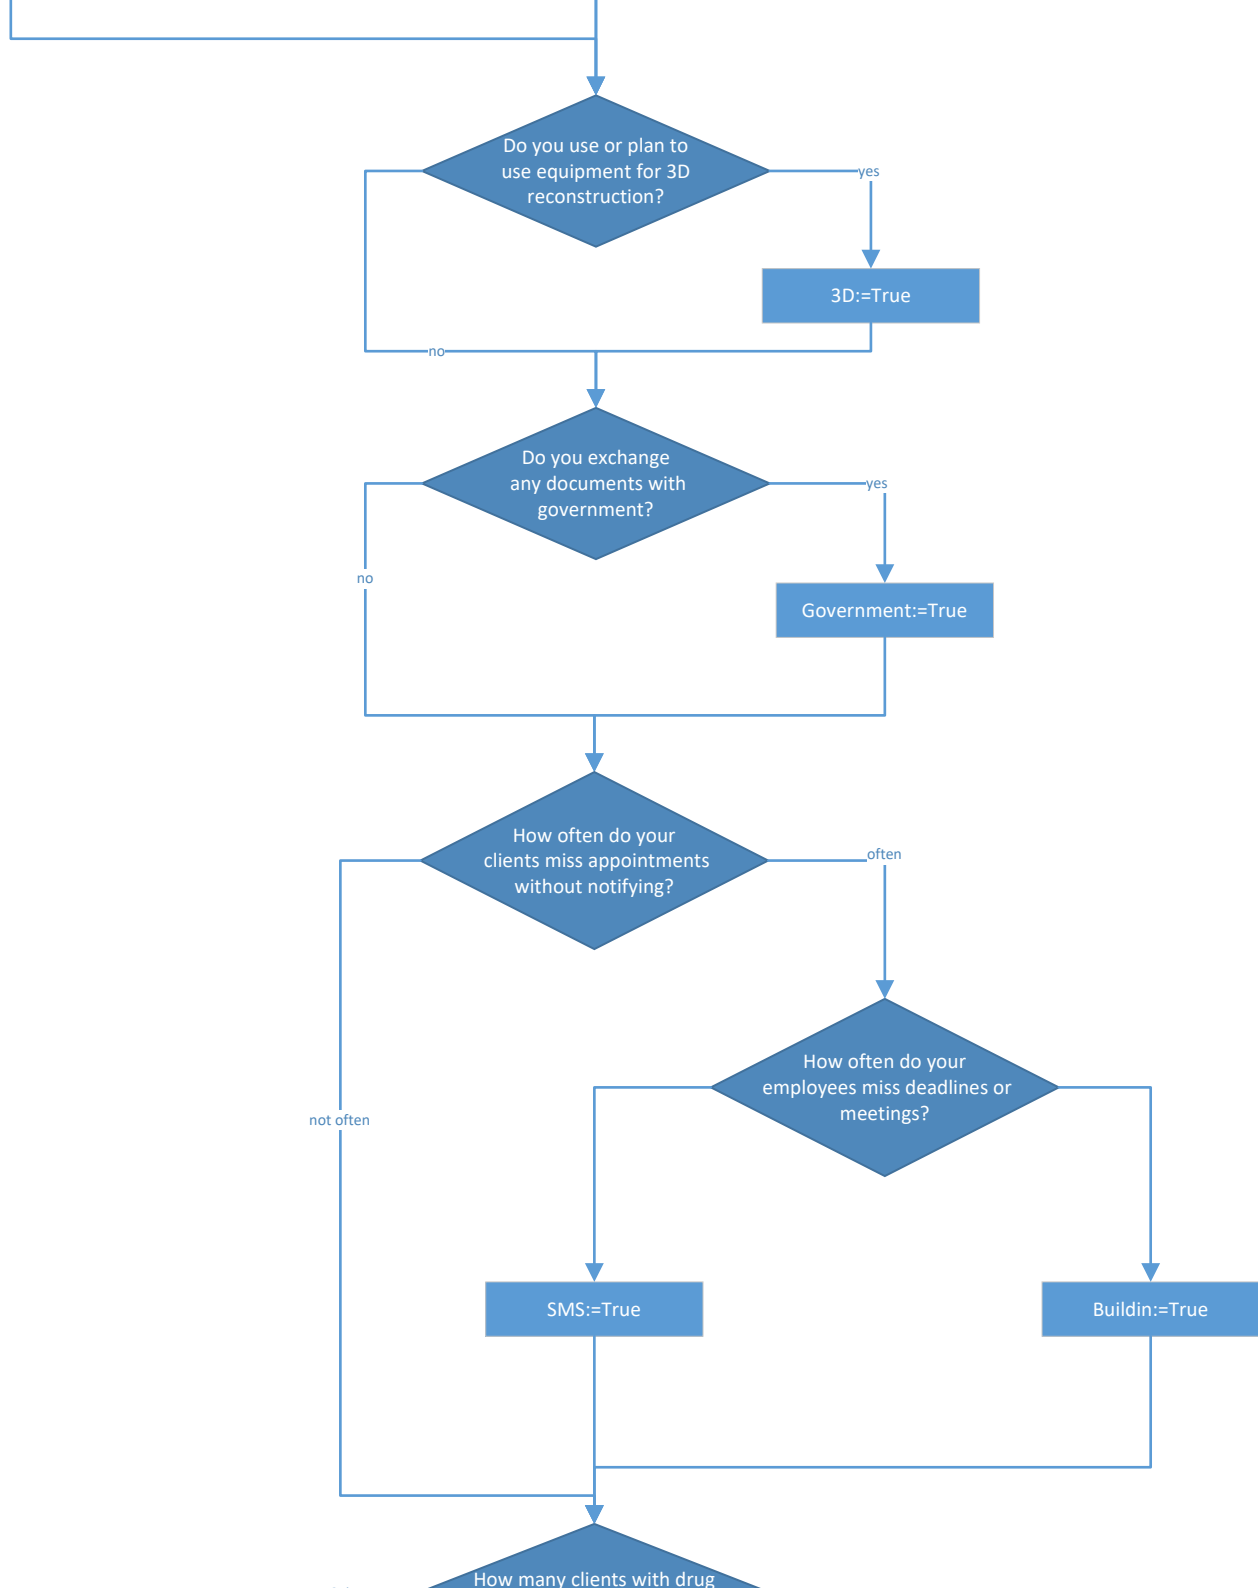 Do you use or plan to
use equipment for 3D
reconstruction?
yes
3D:=True
no
Do you exchange
any documents with
government?
yes
no
Government:=True
How often do your
clients miss appointments
without notifying?
often
How often do your
employees miss deadlines or
meetings?
not often
SMS:=True
Buildin:=True
How many clients with drug